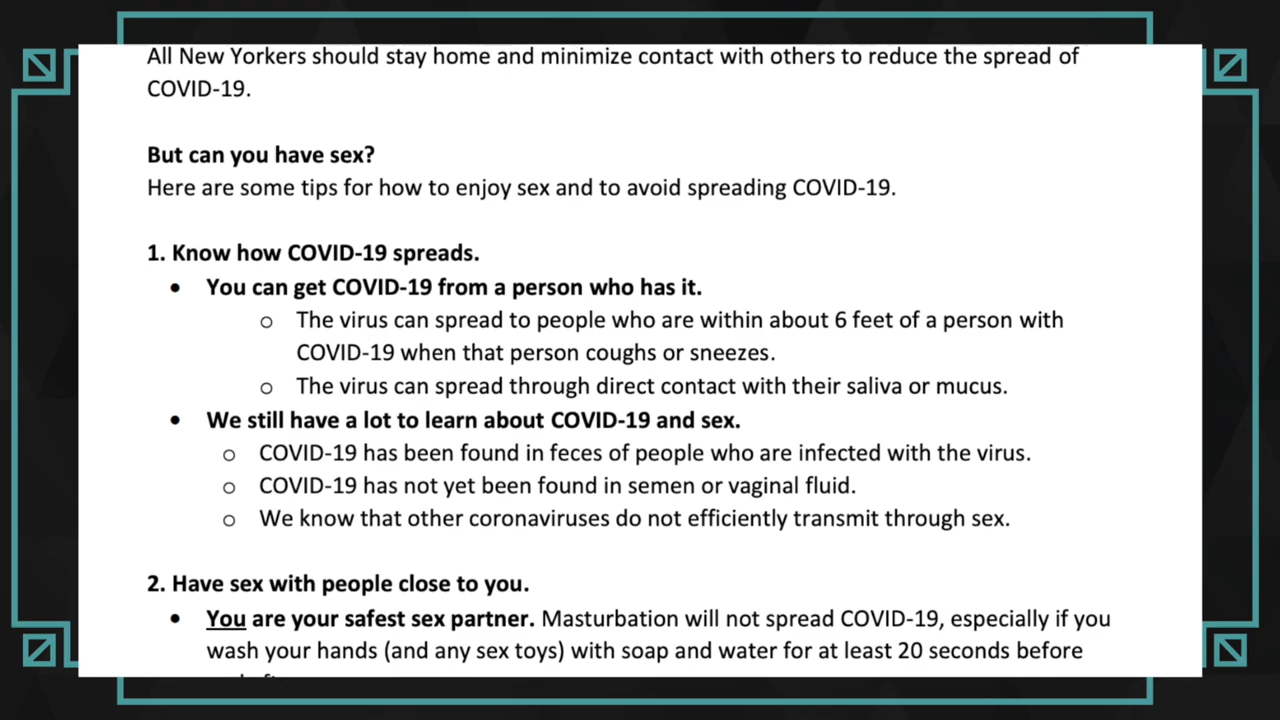 All New Yorkers should stay home and minimize contact with others to reduce the spread of
COVID-19.
But can you have sex?
Here are some tips for how to enjoy sex and to avoid spreading COVID-19.
1. Know how COVID-19 spreads.
• You can get COVID-19 from a person who has it.
o The virus can spread to people who are within about 6 feet of a person with
COVID-19 when that person coughs or sneezes.
o The virus can spread through direct contact with their saliva or mucus.
• We still have a lot to learn about COVID-19 and sex.
o COVID-19 has been found in feces of people who are infected with the virus.
o COVID-19 has not yet been found in semen or vaginal fluid.
o We know that other coronaviruses do not efficiently transmit through sex.
2. Have sex with people close to you.
• You are your safest sex partner. Masturbation will not spread COVID-19, especially if you
wash your hands (and any sex toys) with soap and water for at least 20 seconds before